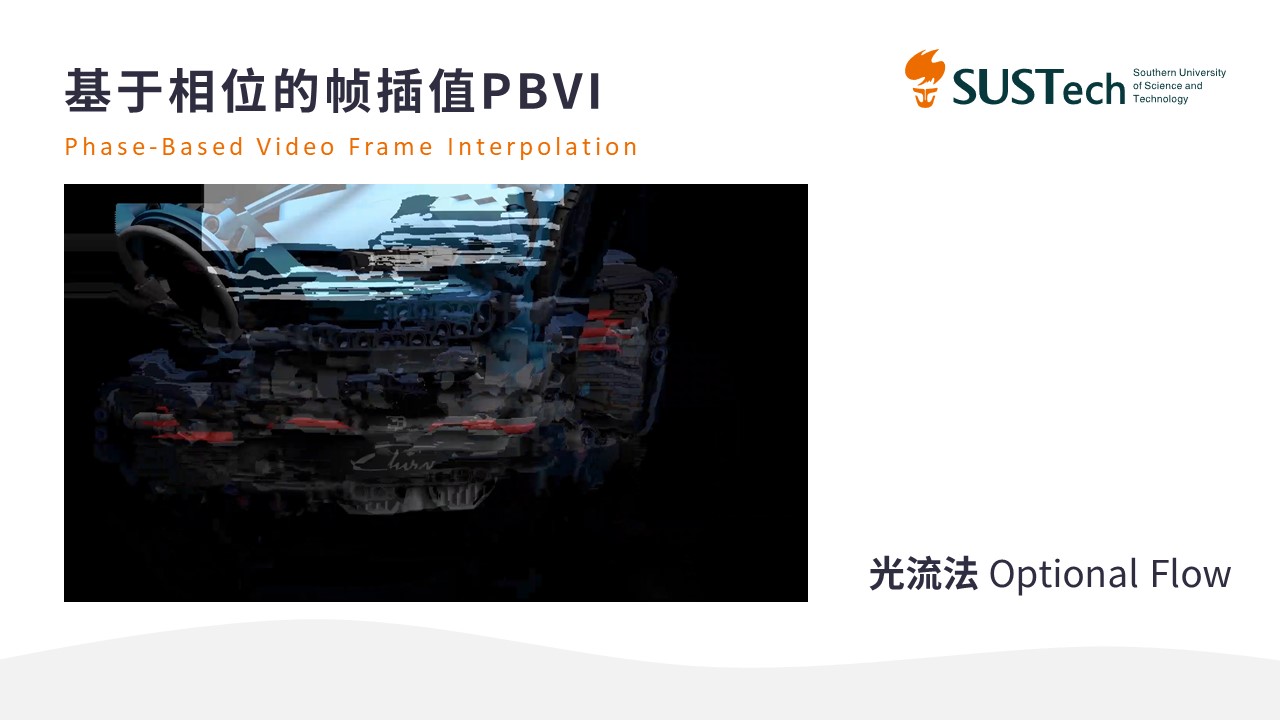 基于相位的帧插值PBVI
Phase-Based Video Frame Interpolation
SUSTech
Southern University
of Science and
Technology
光流法 Optional Flow